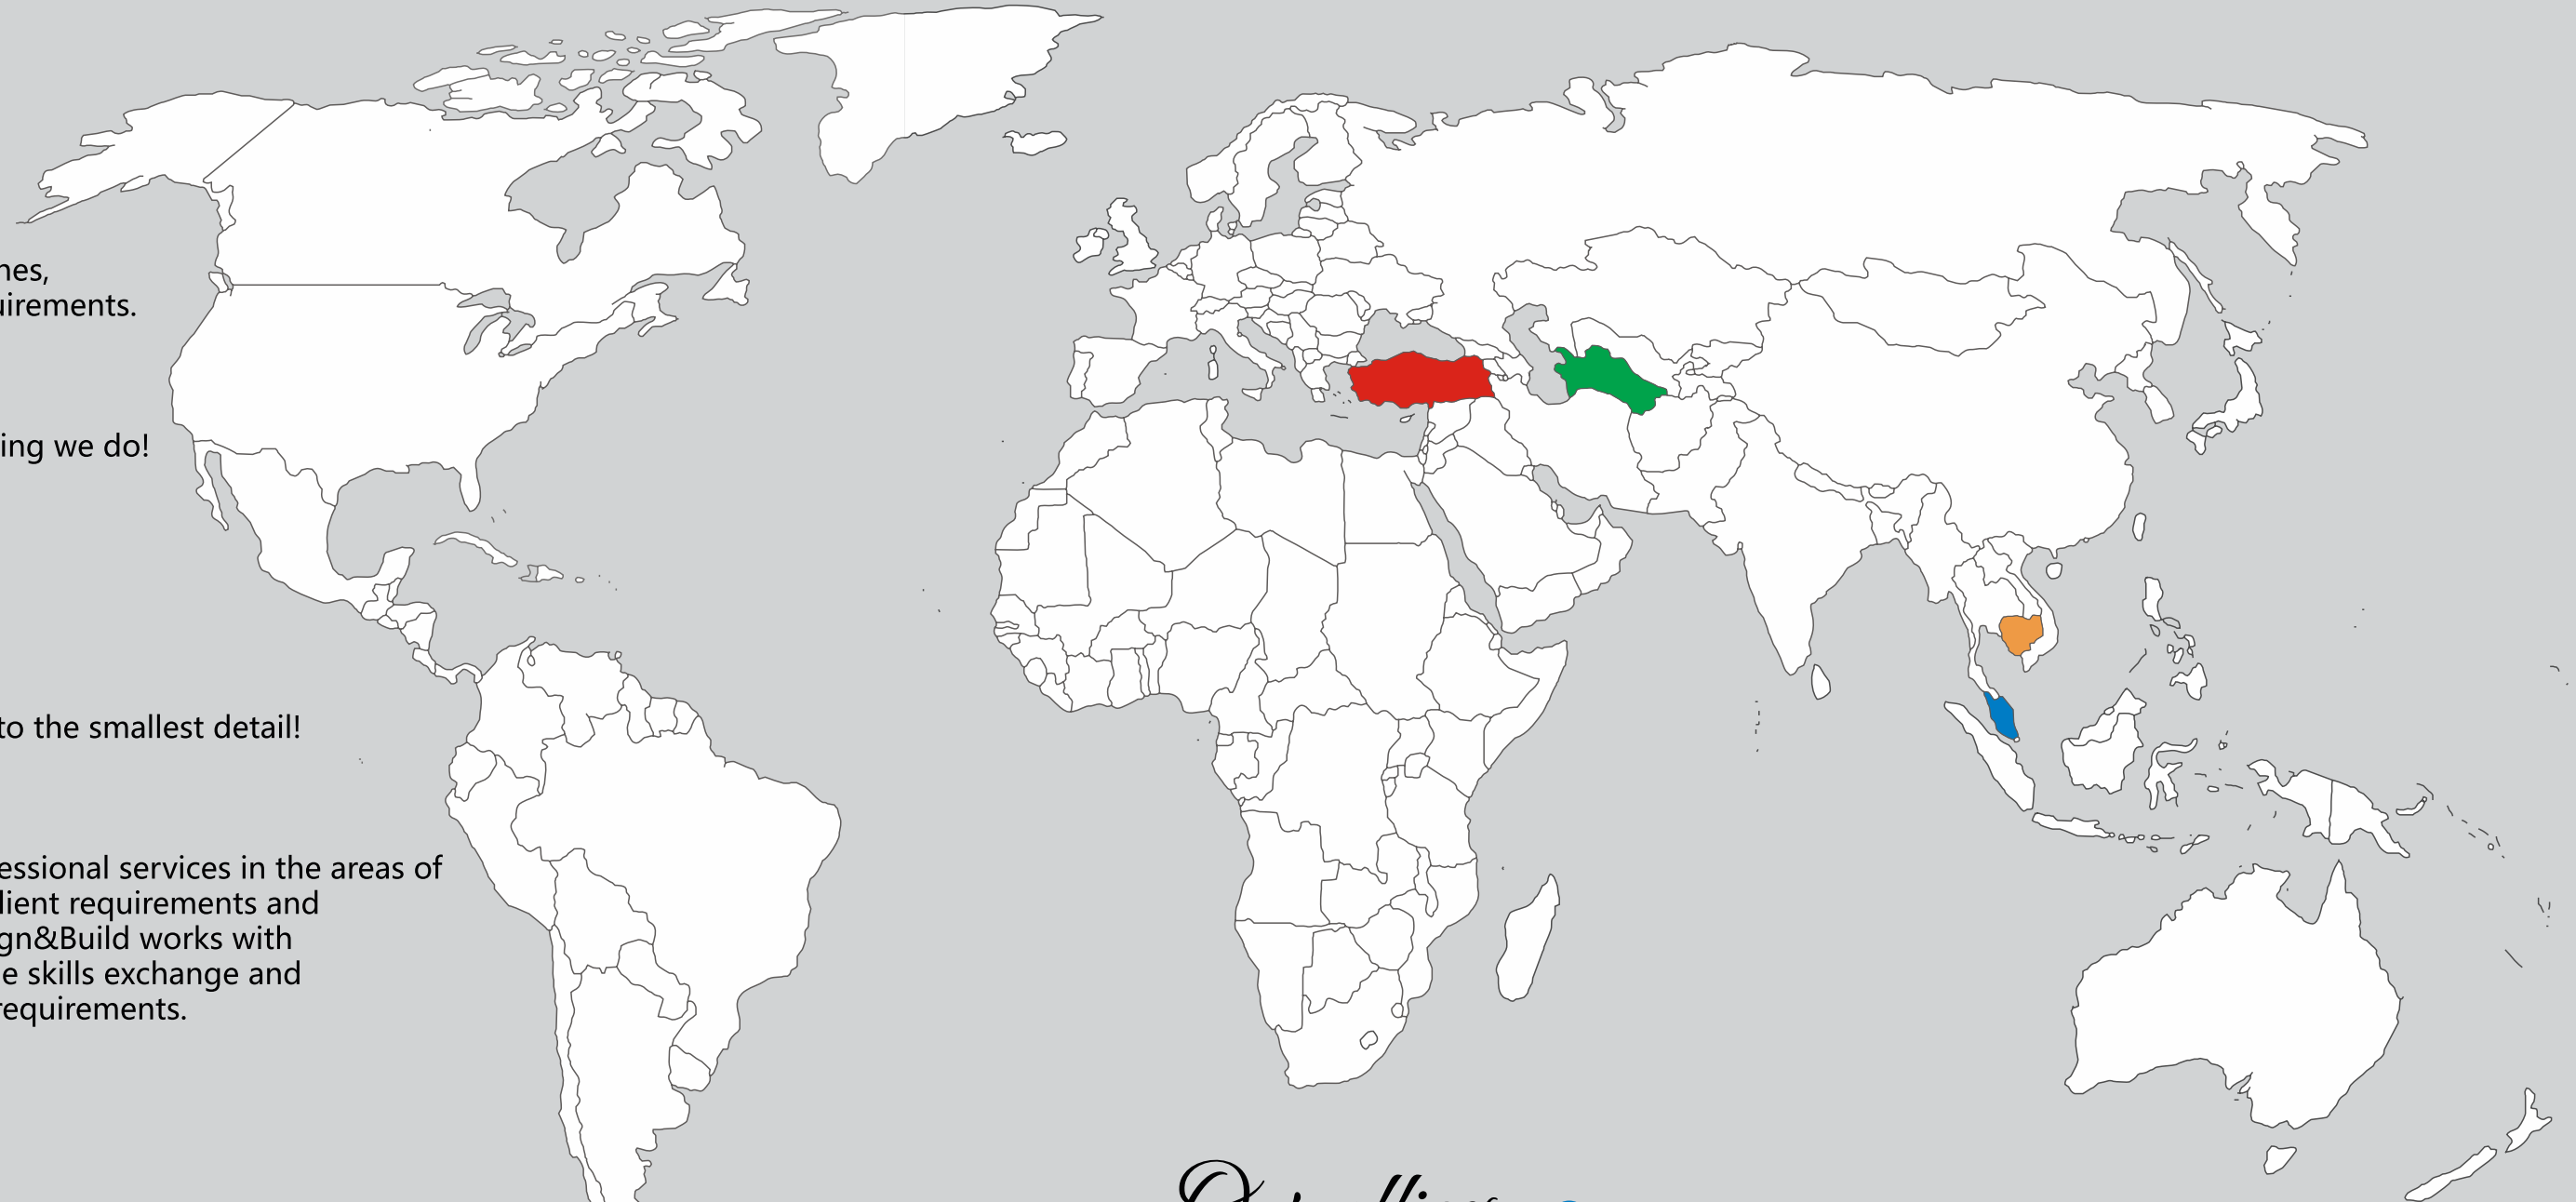 nes,
uirements.
ing we do!
to the smallest detail!
essional services in the areas of
lient requirements and
gn&Build works with
e skills exchange and
requirements.